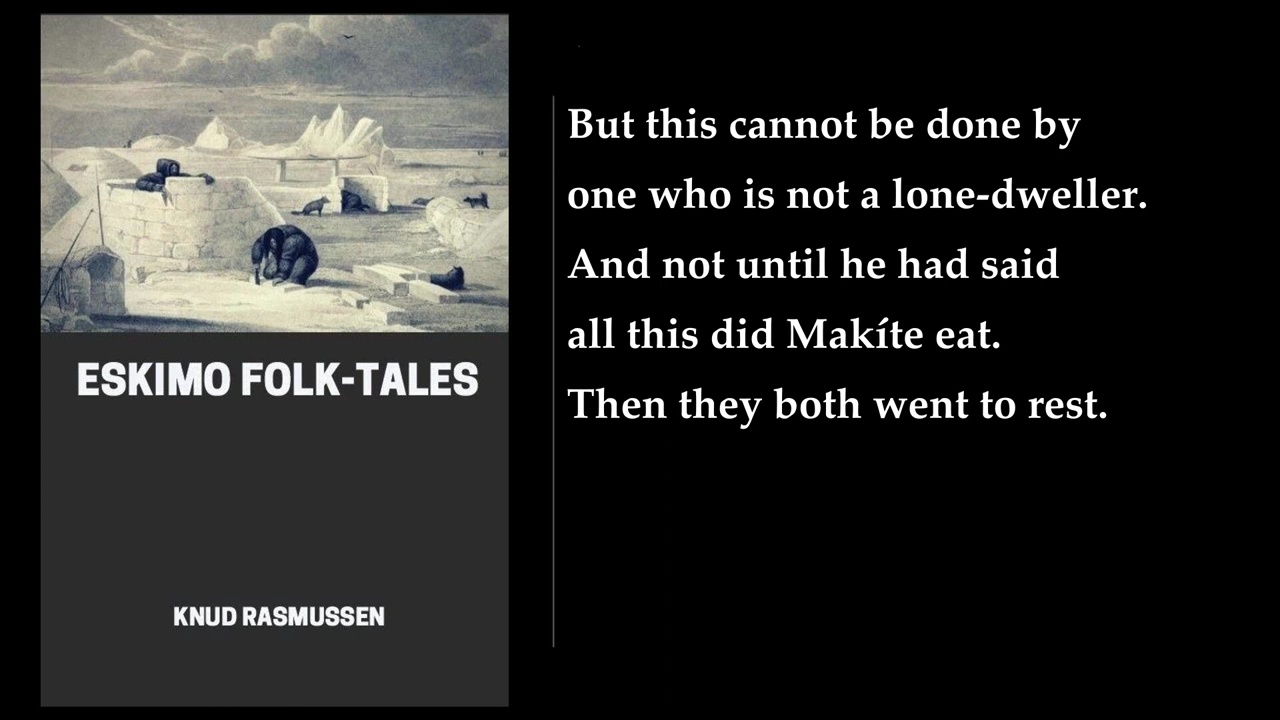 ESKIMO FOLK-TALES
KNUD RASMUSSEN
But this cannot be done by
one who is not a lone-dweller.
And not until he had said
all this did Makíte eat.
Then they both went to rest.